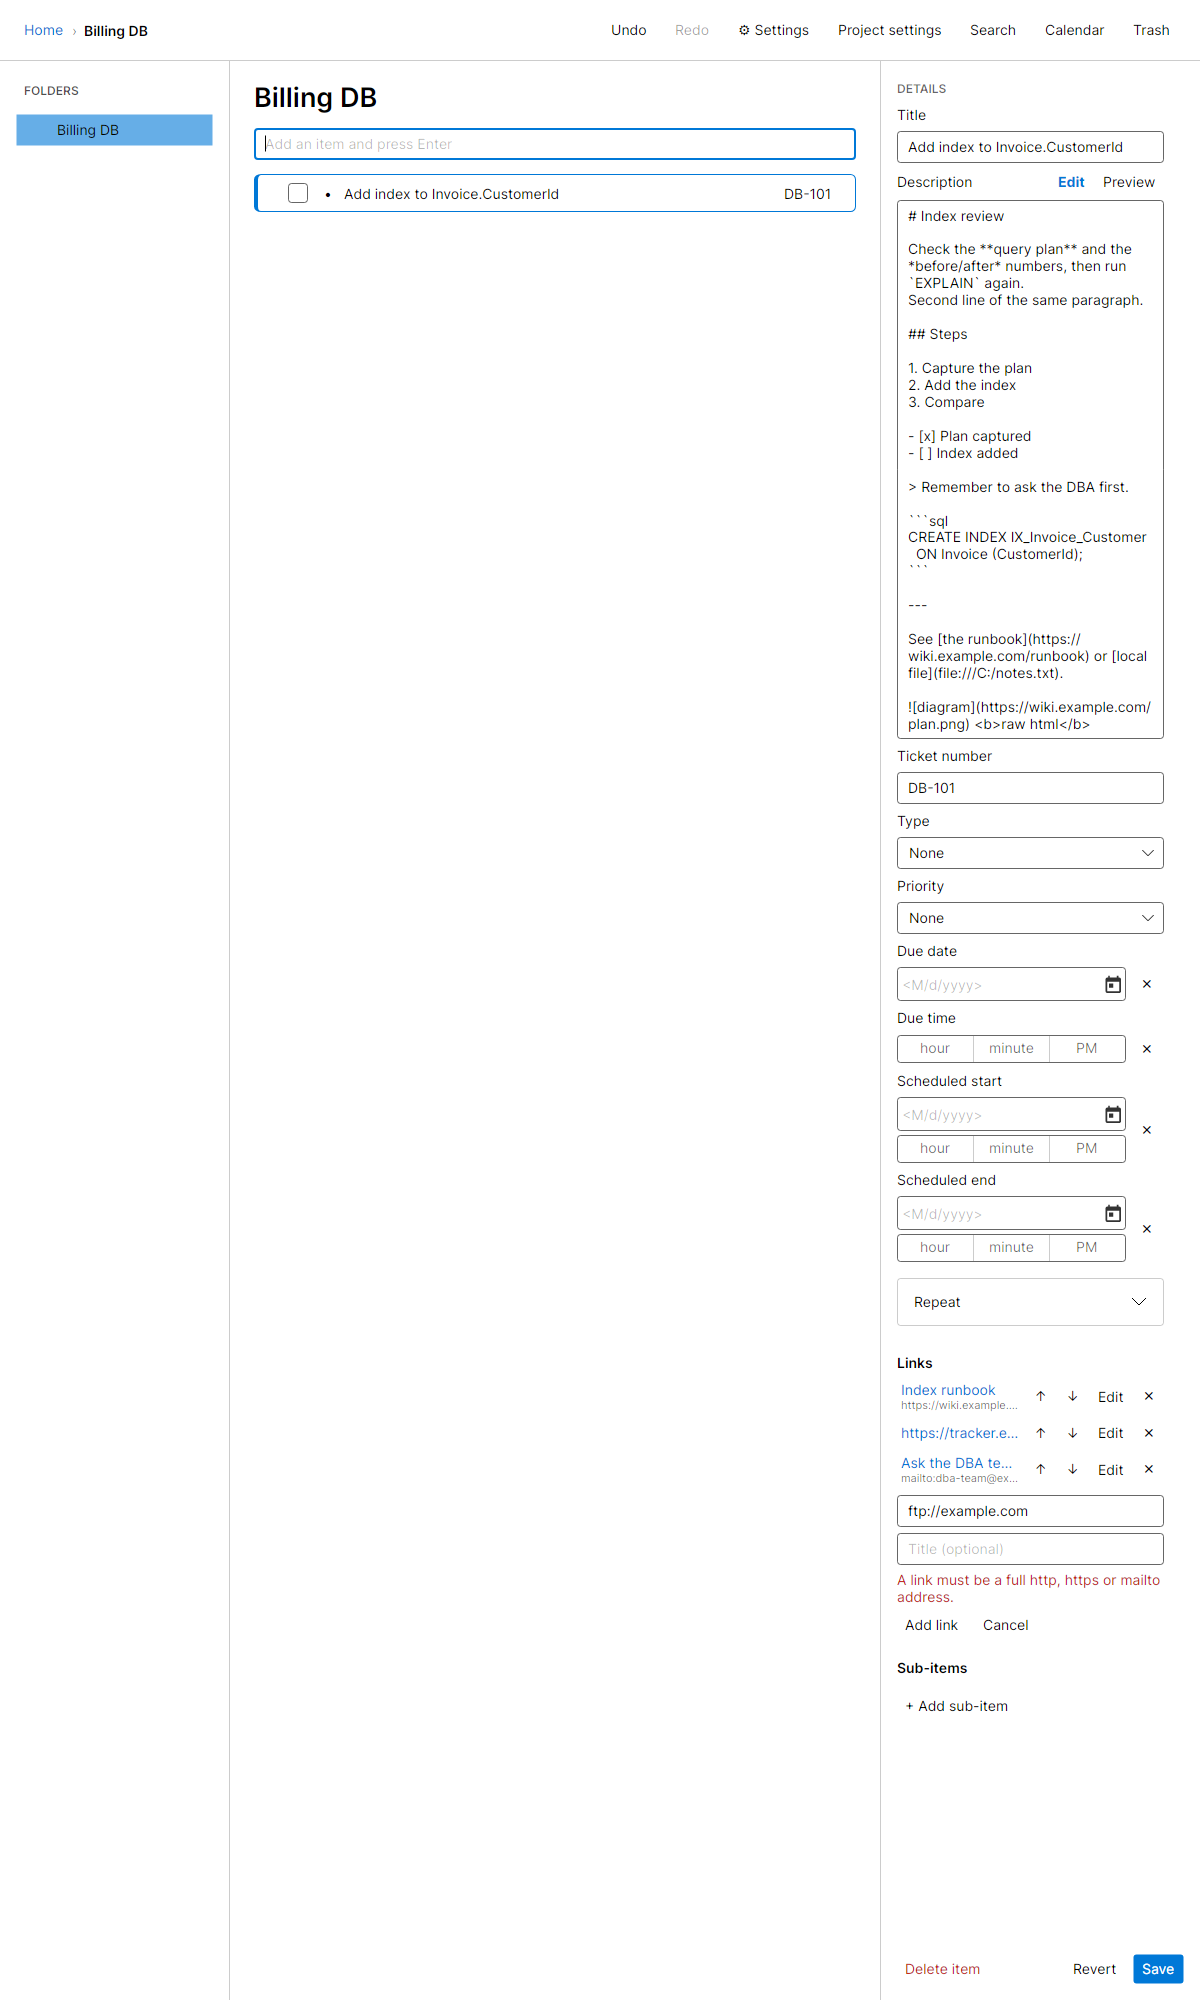 Home › Billing DB
Undo Redo ⚙ Settings Project settings Search Calendar Trash
FOLDERS
Billing DB
Billing DB
Add an item and press Enter
• Add index to Invoice.CustomerId DB-101
DETAILS
Title
Add index to Invoice.CustomerId
Description Edit Preview
# Index review
Check the **query plan** and the
*before/after* numbers, then run
`EXPLAIN` again.
Second line of the same paragraph.
## Steps
1. Capture the plan
2. Add the index
3. Compare
- [x] Plan captured
- [ ] Index added
> Remember to ask the DBA first.
```sql
CREATE INDEX IX_Invoice_Customer
ON Invoice (CustomerId);
```
---
See [the runbook](https://
wiki.example.com/runbook) or [local
file](file:///C:/notes.txt).
![diagram](https://wiki.example.com/
plan.png) <b>raw html</b>
Ticket number
DB-101
Type
None
Priority
None
Due date
<M/d/yyyy> ×
Due time
hour minute PM ×
Scheduled start
<M/d/yyyy>
×
hour minute PM
Scheduled end
<M/d/yyyy>
×
hour minute PM
Repeat
Links
Index runbook ↑ ↓ Edit ×
https://wiki.example....
https://tracker.e... ↑ ↓ Edit ×
Ask the DBA te... ↑ ↓ Edit ×
mailto:dba-team@ex...
ftp://example.com
Title (optional)
A link must be a full http, https or mailto
address.
Add link Cancel
Sub-items
+ Add sub-item
Delete item Revert Save